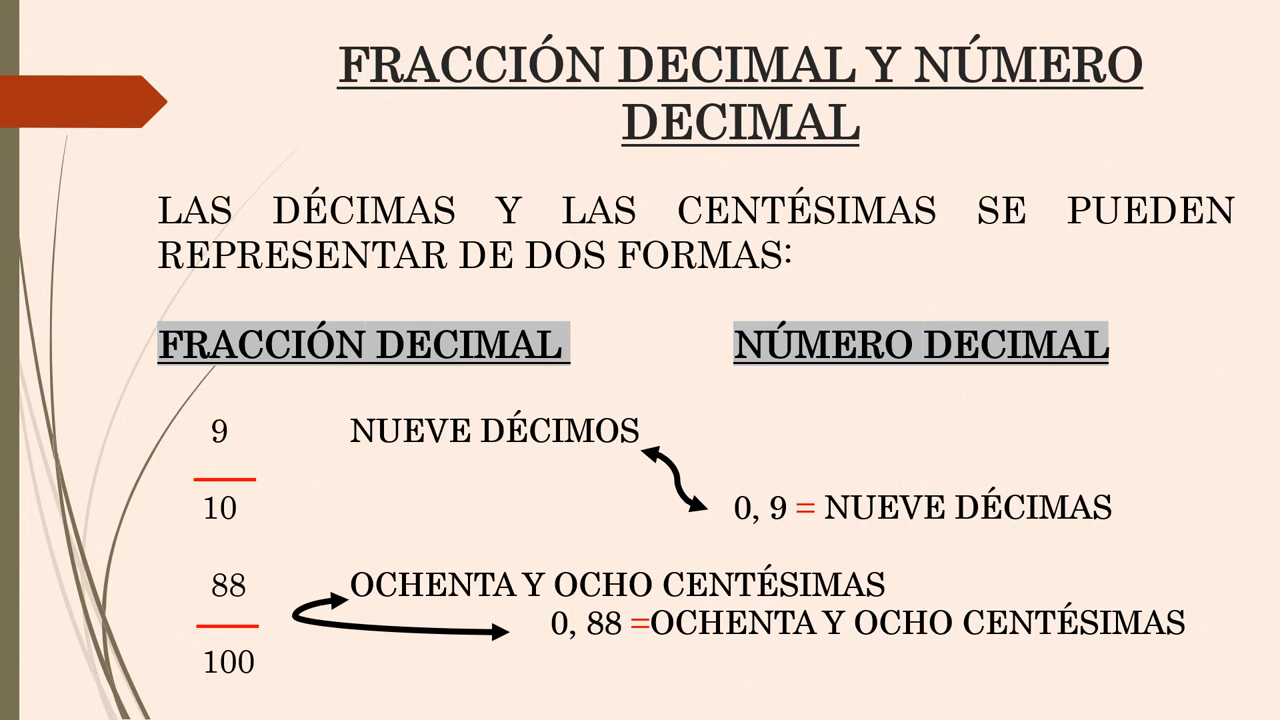 FRACCIÓN DECIMAL Y NÚMERO
DECIMAL
LAS DÉCIMAS Y LAS CENTÉSIMAS SE PUEDEN
REPRESENTAR DE DOS FORMAS:
FRACCIÓN DECIMAL NÚMERO DECIMAL
9 NUEVE DÉCIMOS
10 0, 9 = NUEVE DÉCIMAS
88 OCHENTA Y OCHO CENTÉSIMAS
0, 88 =OCHENTA Y OCHO CENTÉSIMAS
100